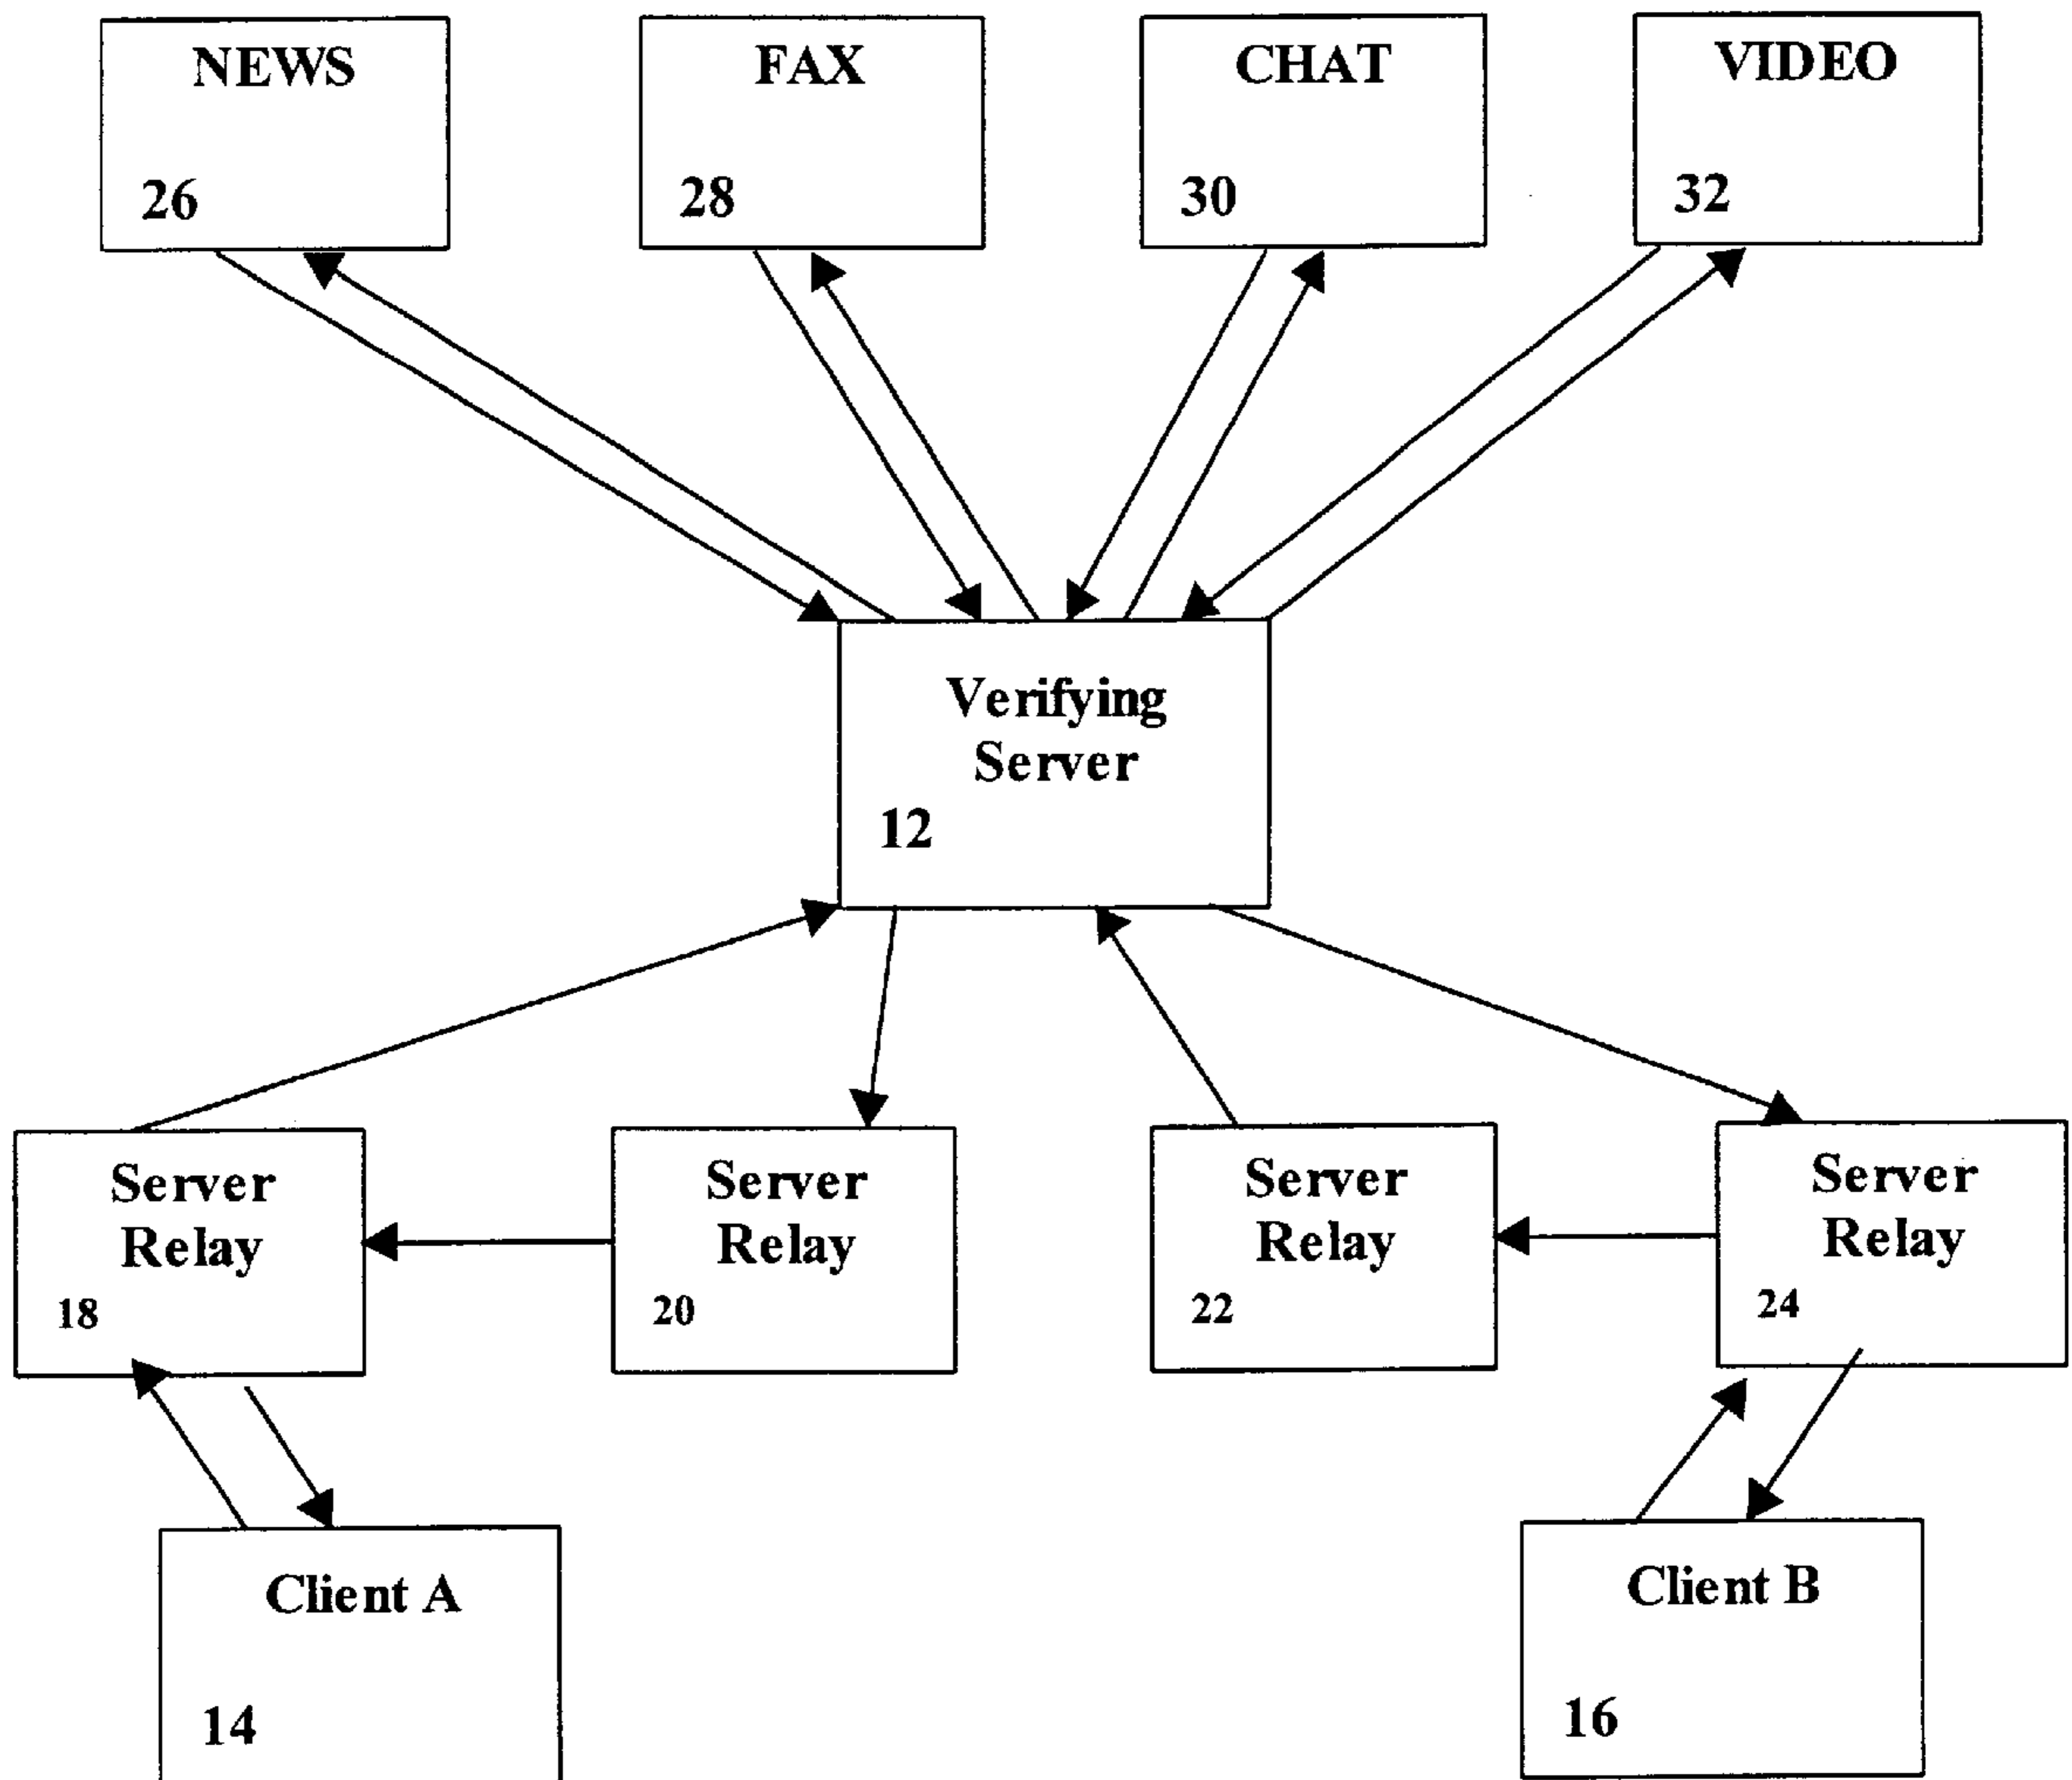 NEWS
26
FAX
28
CHAT
30
VIDEO
32
Verifying
Server
12
Server
Relay
18
Server
Relay
20
Server
Relay
22
Server
Relay
24
Client A
14
Client B
16